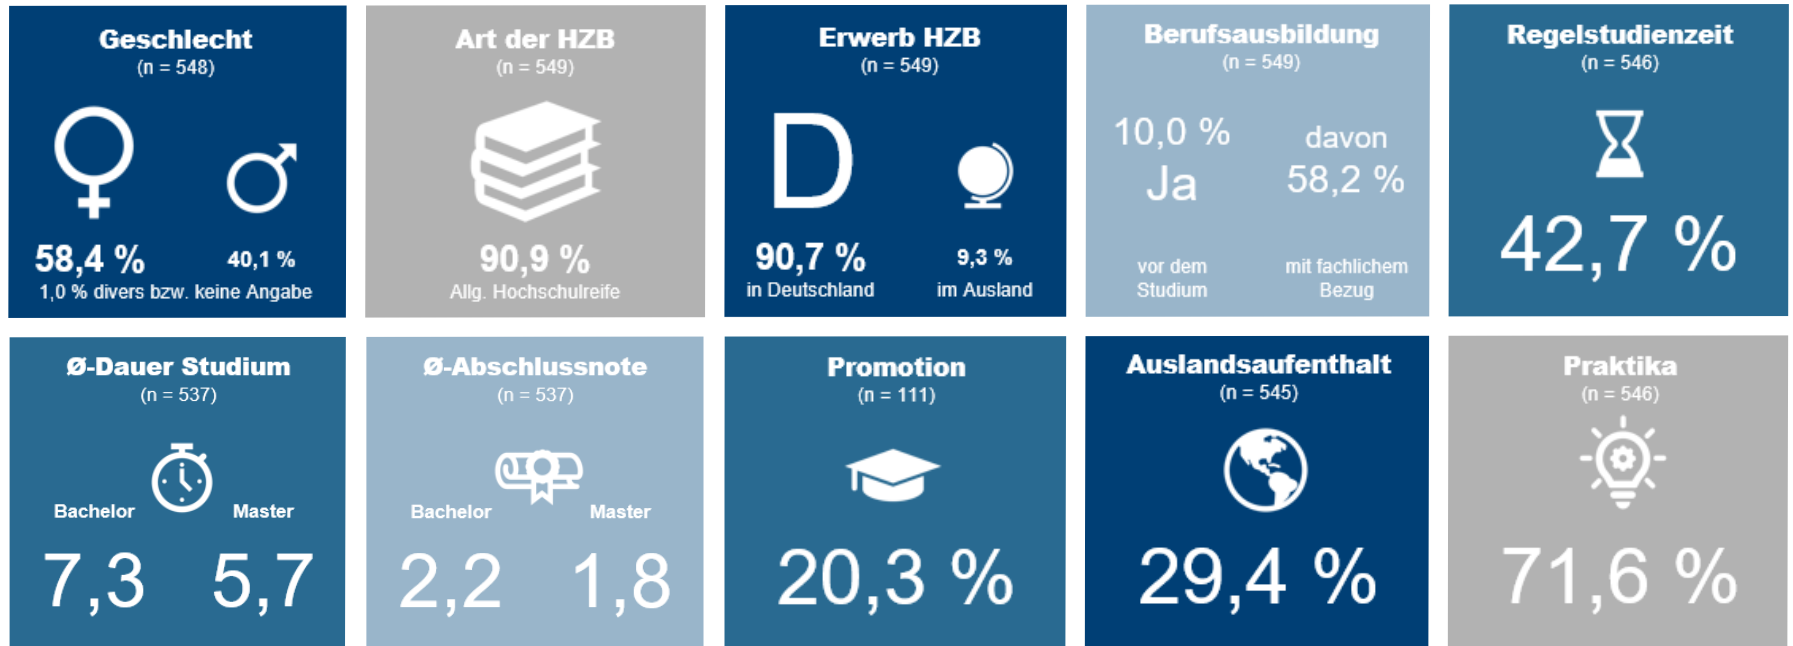 Geschlecht
(n = 548)
58,4 %
40,1 %
1,0 % divers bzw. keine Angabe
Art der HZB
(n = 549)
90,9 %
Allg. Hochschulreife
Erwerb HZB
(n = 549)
D
90,7 %
in Deutschland
9,3 %
im Ausland
Berufsausbildung
(n = 549)
10,0 %
Ja
vor dem
Studium
davon
58,2 %
mit fachlichem
Bezug
Regelstudienzeit
(n = 546)
42,7 %
Ø-Dauer Studium
(n = 537)
Bachelor
Master
7,3
5,7
Ø-Abschlussnote
(n = 537)
Bachelor
Master
2,2
1,8
Promotion
(n = 111)
20,3 %
Auslandsaufenthalt
(n = 545)
29,4 %
Praktika
(n = 546)
71,6 %